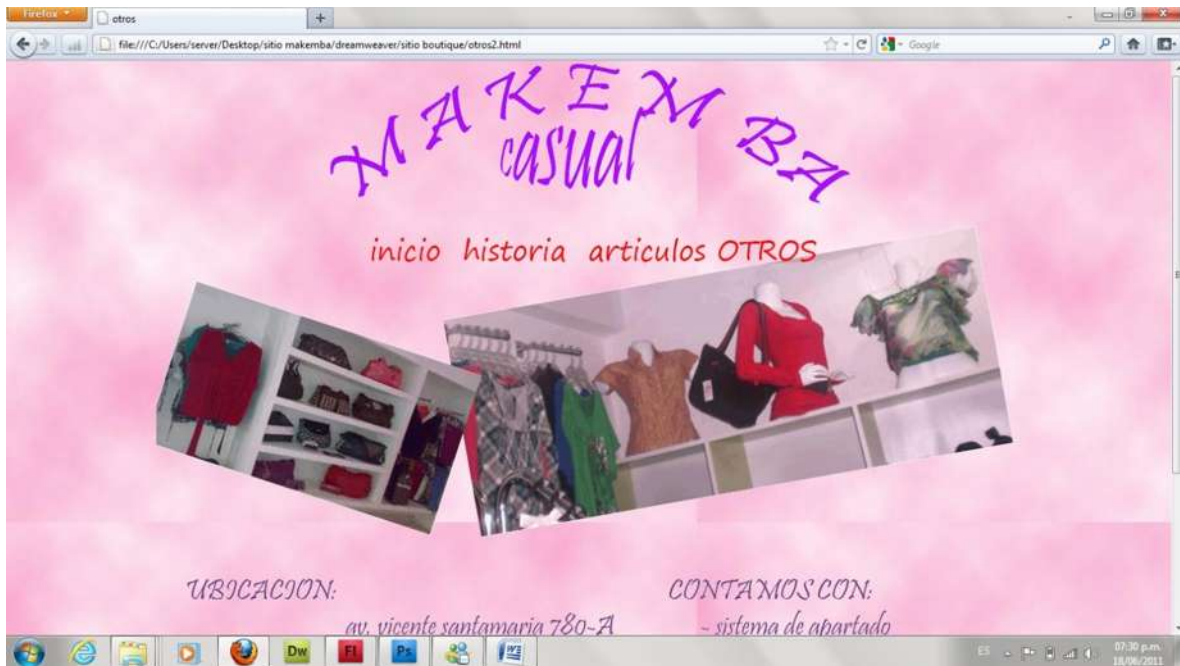 Firefox
otros
file:///C:/Users/server/Desktop/sitio makemba/dreamweaver/sitio boutique/otros2.html
Google
MAKEMBA
casual
inicio historia articulos OTROS
UBICACION:
CONTAMOS CON:
av. vicente santamaria 780-A
- sistema de apartado
Dw
Fl
Ps
ES
07:30 p.m.
18/06/2011